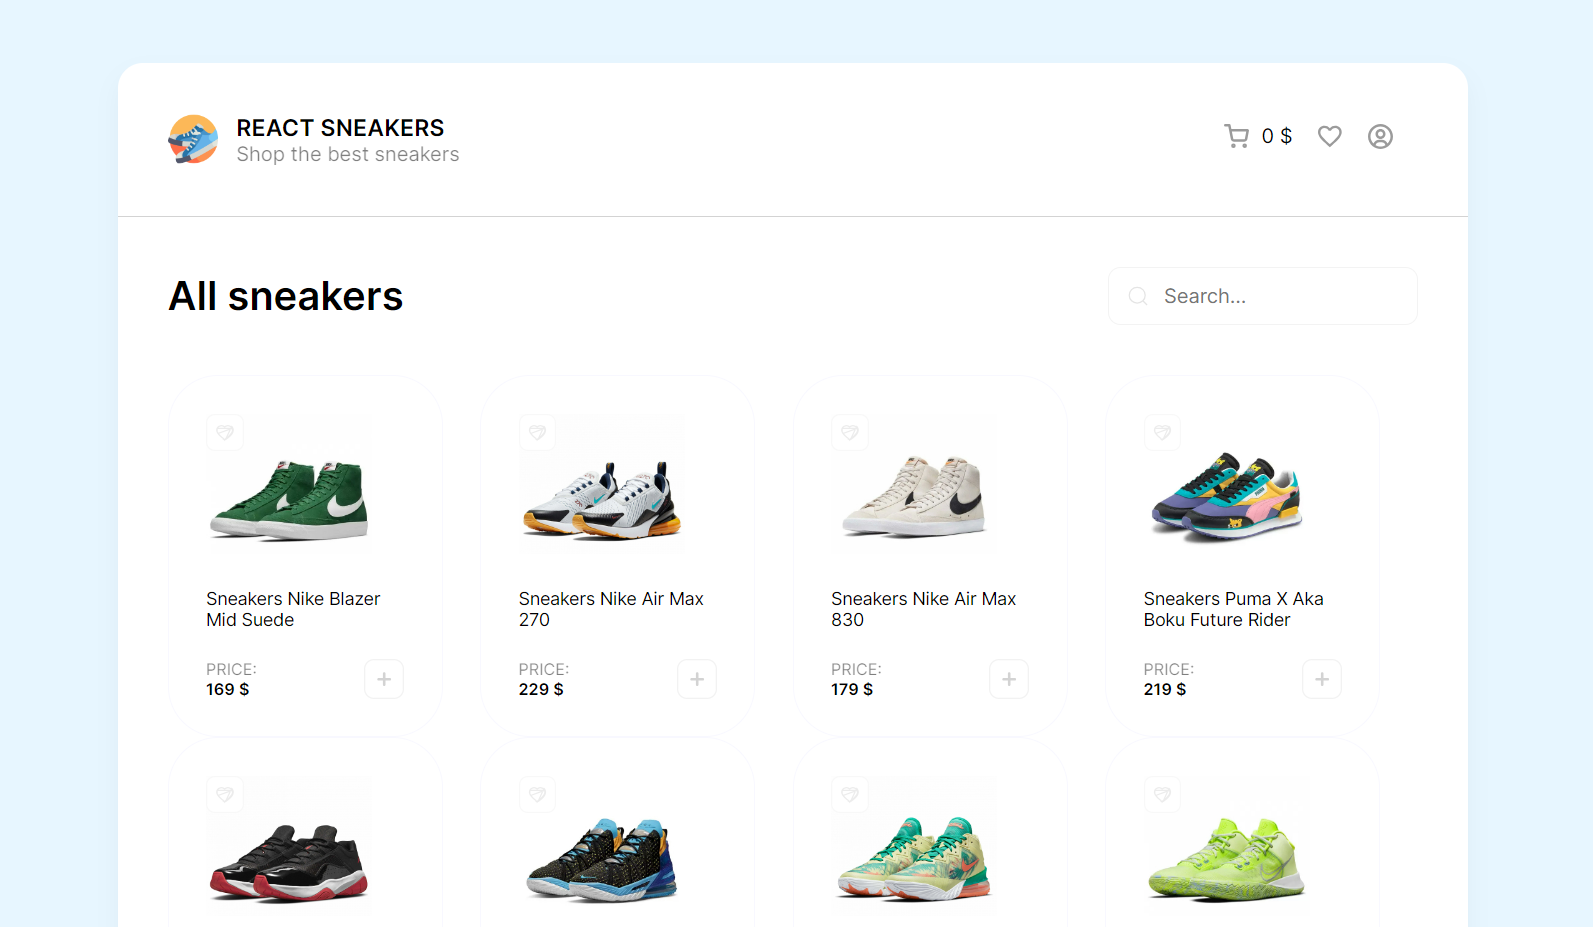 REACT SNEAKERS
Shop the best sneakers
0 $
All sneakers
Search...
Sneakers Nike Blazer
Mid Suede
PRICE:
169 $
Sneakers Nike Air Max
270
PRICE:
229 $
Sneakers Nike Air Max
830
PRICE:
179 $
Sneakers Puma X Aka
Boku Future Rider
PRICE:
219 $